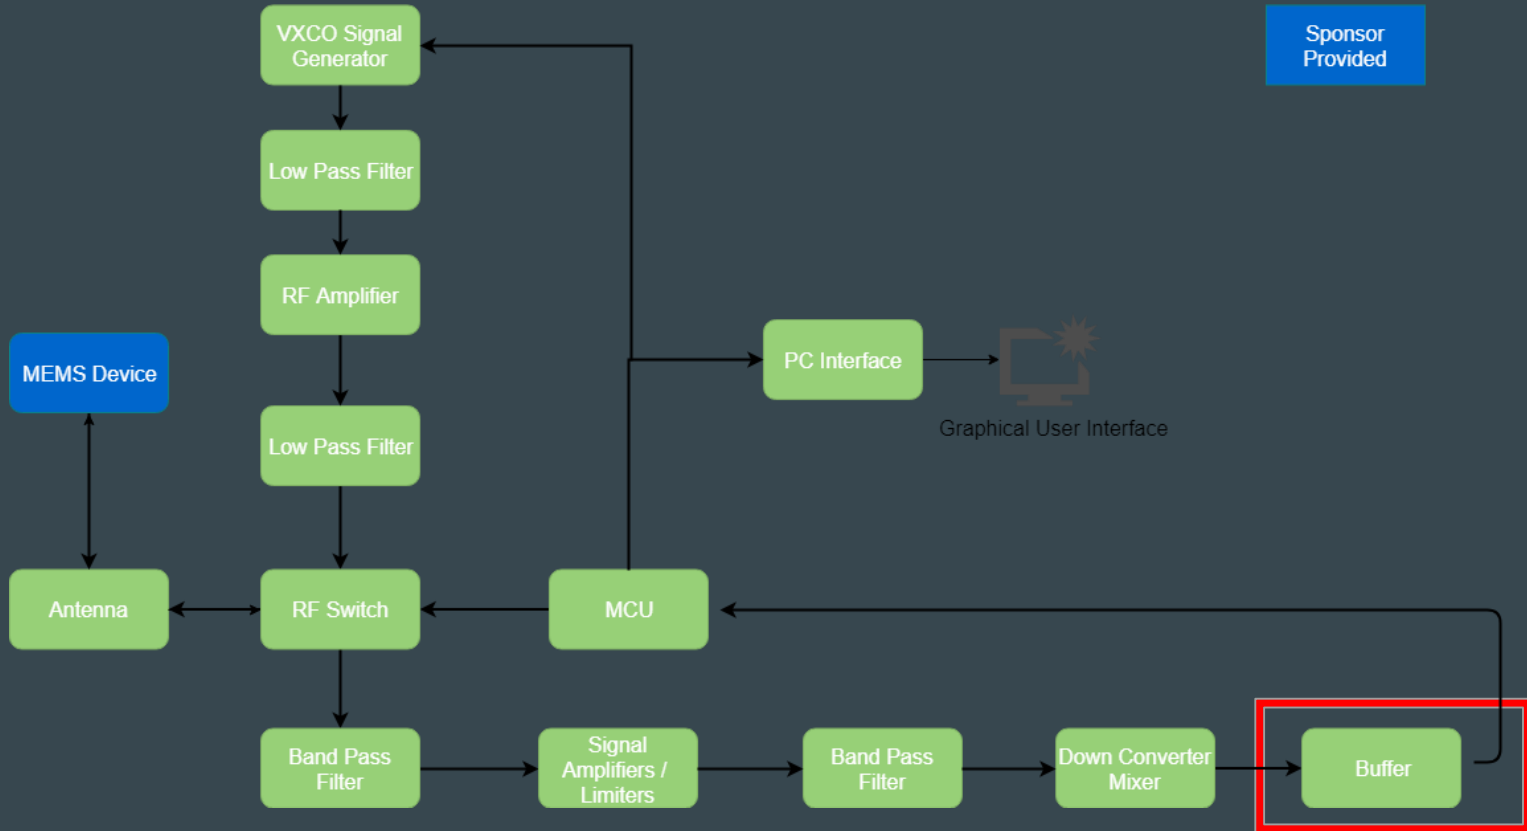 VXCO Signal
Generator
Sponsor
Provided
Low Pass Filter
RF Amplifier
MEMS Device
PC Interface
Graphical User Interface
Low Pass Filter
Antenna
RF Switch
MCU
Band Pass
Filter
Signal
Amplifiers /
Limiters
Band Pass
Filter
Down Converter
Mixer
Buffer